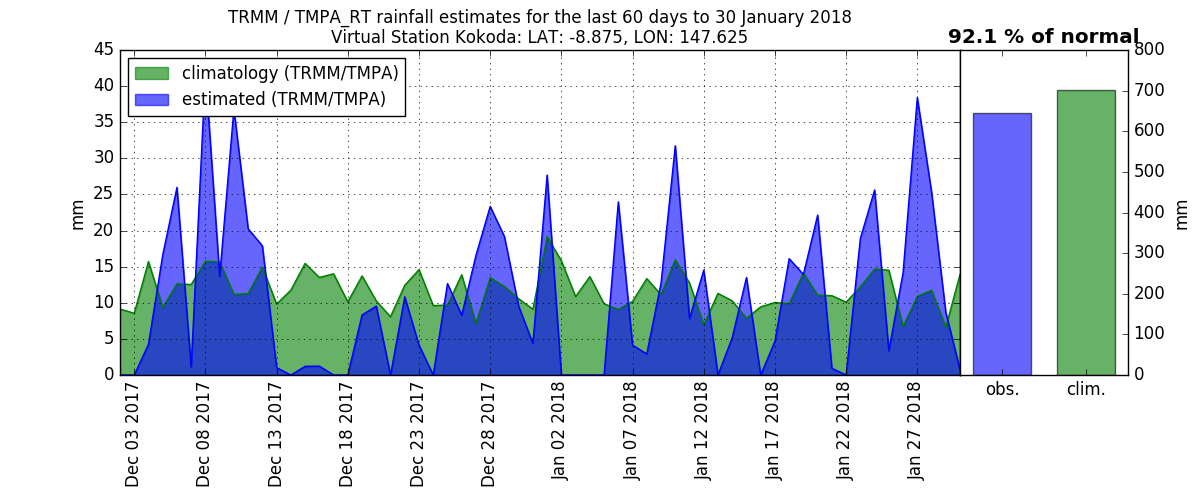 TRMM / TMPA_RT rainfall estimates for the last 60 days to 30 January 2018
Virtual Station Kokoda: LAT: -8.875, LON: 147.625
92.1 % of normal
climatology (TRMM/TMPA)
estimated (TRMM/TMPA)
45
40
35
30
25
20
15
10
5
0
mm
Dec 03 2017
Dec 08 2017
Dec 13 2017
Dec 18 2017
Dec 23 2017
Dec 28 2017
Jan 02 2018
Jan 07 2018
Jan 12 2018
Jan 17 2018
Jan 22 2018
Jan 27 2018
obs.
clim.
800
700
600
500
400
300
200
100
0
mm